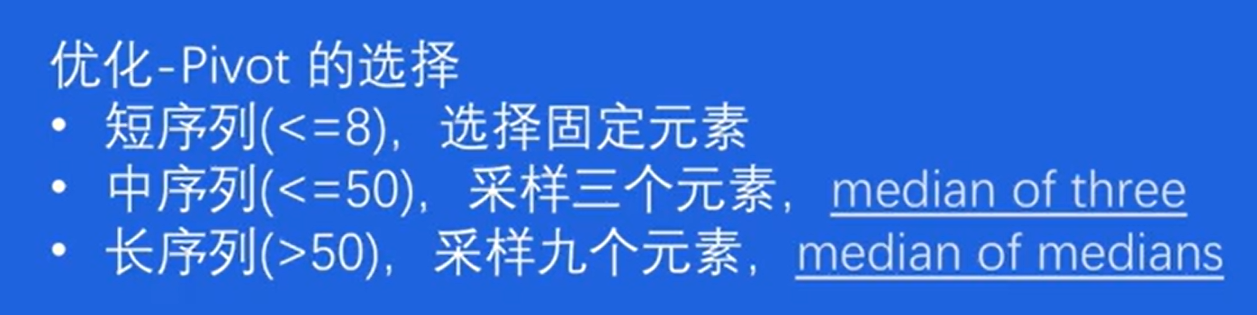 优化-Pivot 的选择
• 短序列(<=8)，选择固定元素
• 中序列(<=50)，采样三个元素，median of three
• 长序列(>50)，采样九个元素，median of medians